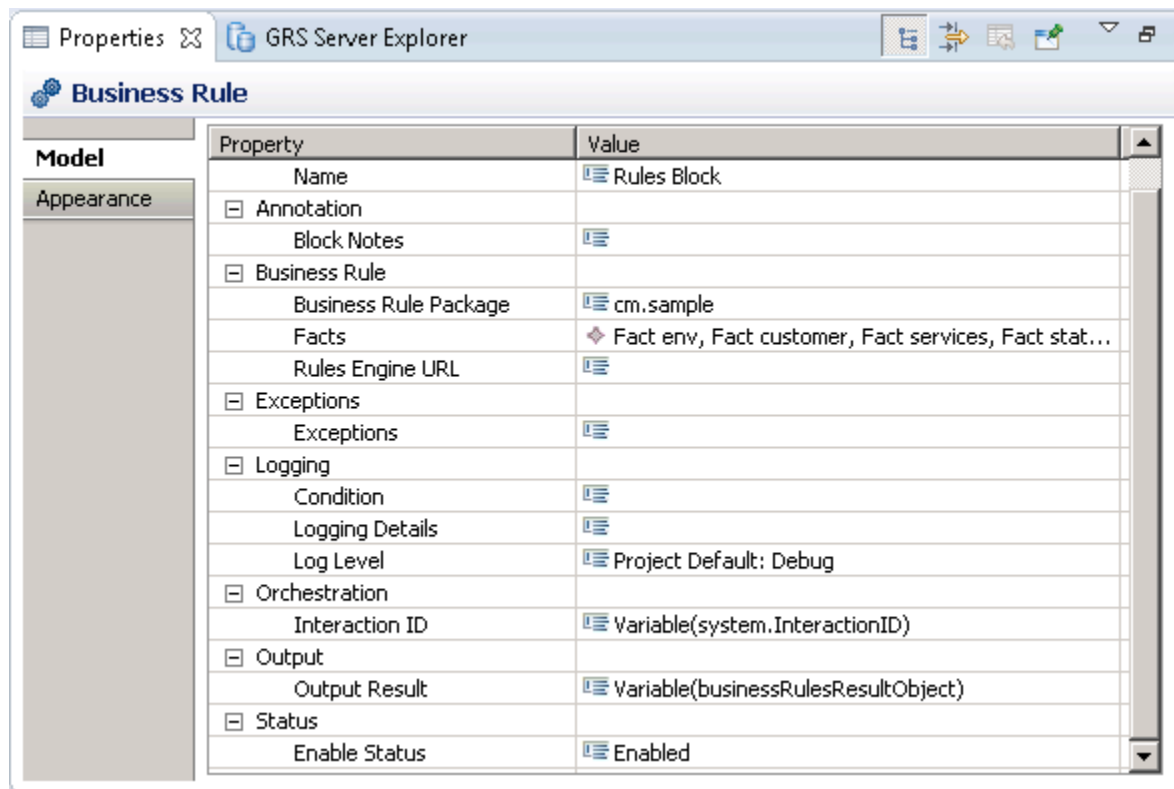 Properties GRS Server Explorer
Business Rule
Model
Appearance
Property Value
Name Rules Block
Annotation
Block Notes
Business Rule
Business Rule Package cm.sample
Facts Fact env, Fact customer, Fact services, Fact stat...
Rules Engine URL
Exceptions
Exceptions
Logging
Condition
Logging Details
Log Level Project Default: Debug
Orchestration
Interaction ID Variable(system.InteractionID)
Output
Output Result Variable(businessRulesResultObject)
Status
Enable Status Enabled